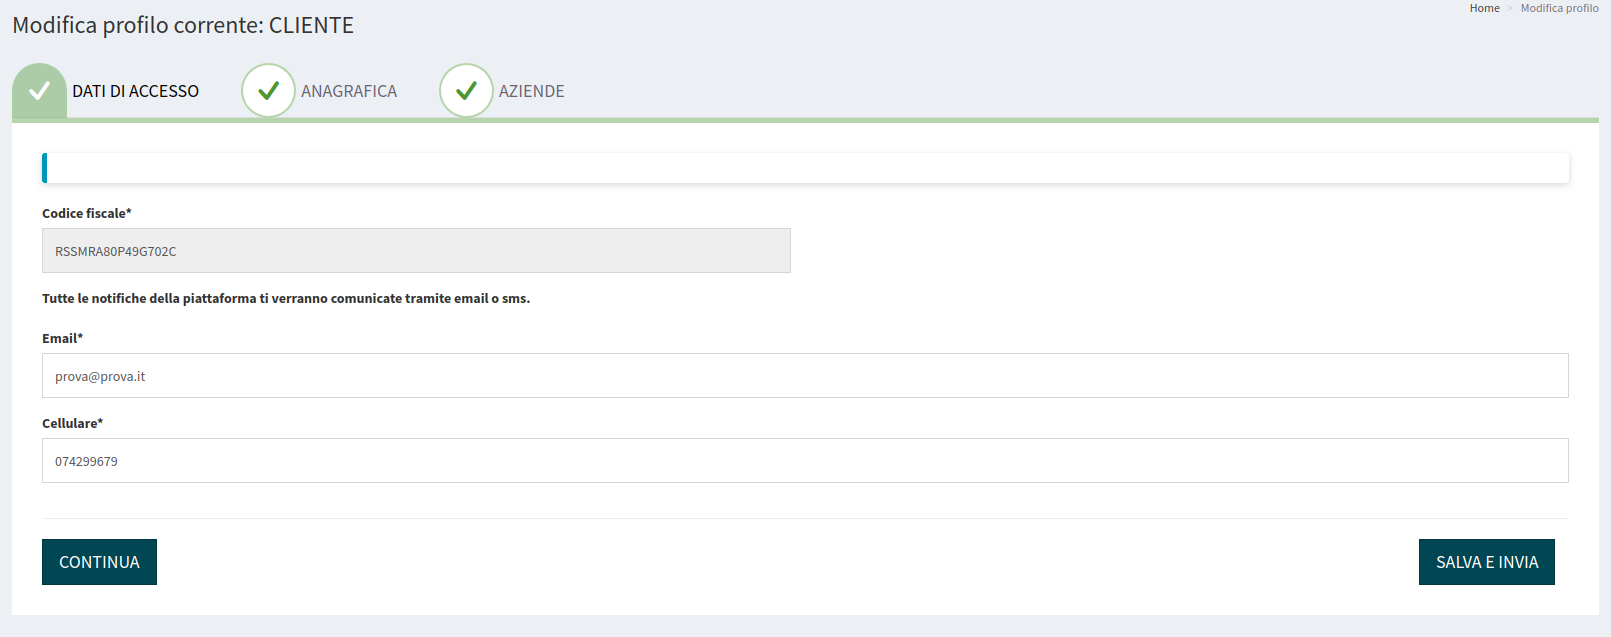 Home > Modifica profilo
Modifica profilo corrente: CLIENTE
DATI DI ACCESSO
ANAGRAFICA
AZIENDE
Codice fiscale*
RSSMRA80P49G702C
Tutte le notifiche della piattaforma ti verranno comunicate tramite email o sms.
Email*
prova@prova.it
Cellulare*
074299679
CONTINUA
SALVA E INVIA